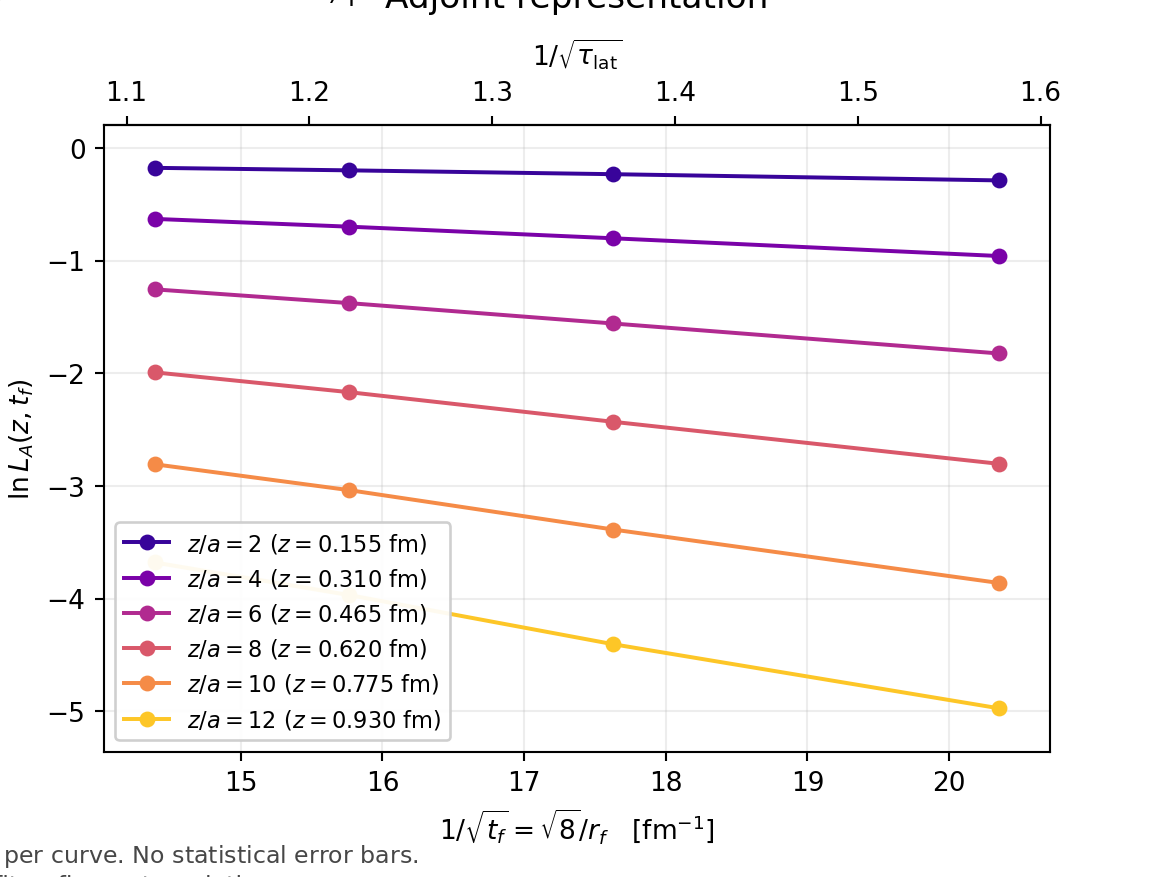 Adjoint representation
1/√τ_lat
1.1 1.2 1.3 1.4 1.5 1.6
0
−1
−2
−3
−4
−5
ln L_A(z, t_f)
z/a = 2 (z = 0.155 fm)
z/a = 4 (z = 0.310 fm)
z/a = 6 (z = 0.465 fm)
z/a = 8 (z = 0.620 fm)
z/a = 10 (z = 0.775 fm)
z/a = 12 (z = 0.930 fm)
15 16 17 18 19 20
1/√t_f = √8/r_f [fm⁻¹]
per curve. No statistical error bars.